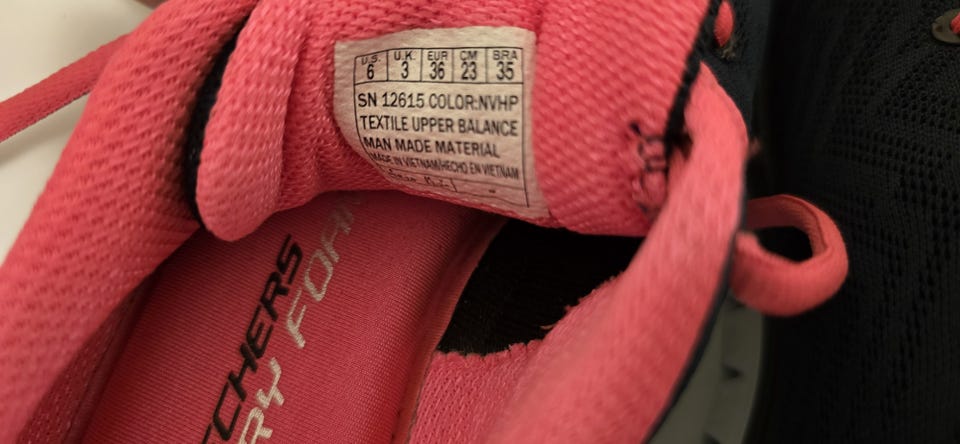 U.S. U.K. EUR CM BRA
6 3 36 23 35
SN 12615 COLOR:NVHP
TEXTILE UPPER BALANCE
MAN MADE MATERIAL
MADE IN VIETNAM/HECHO EN VIETNAM